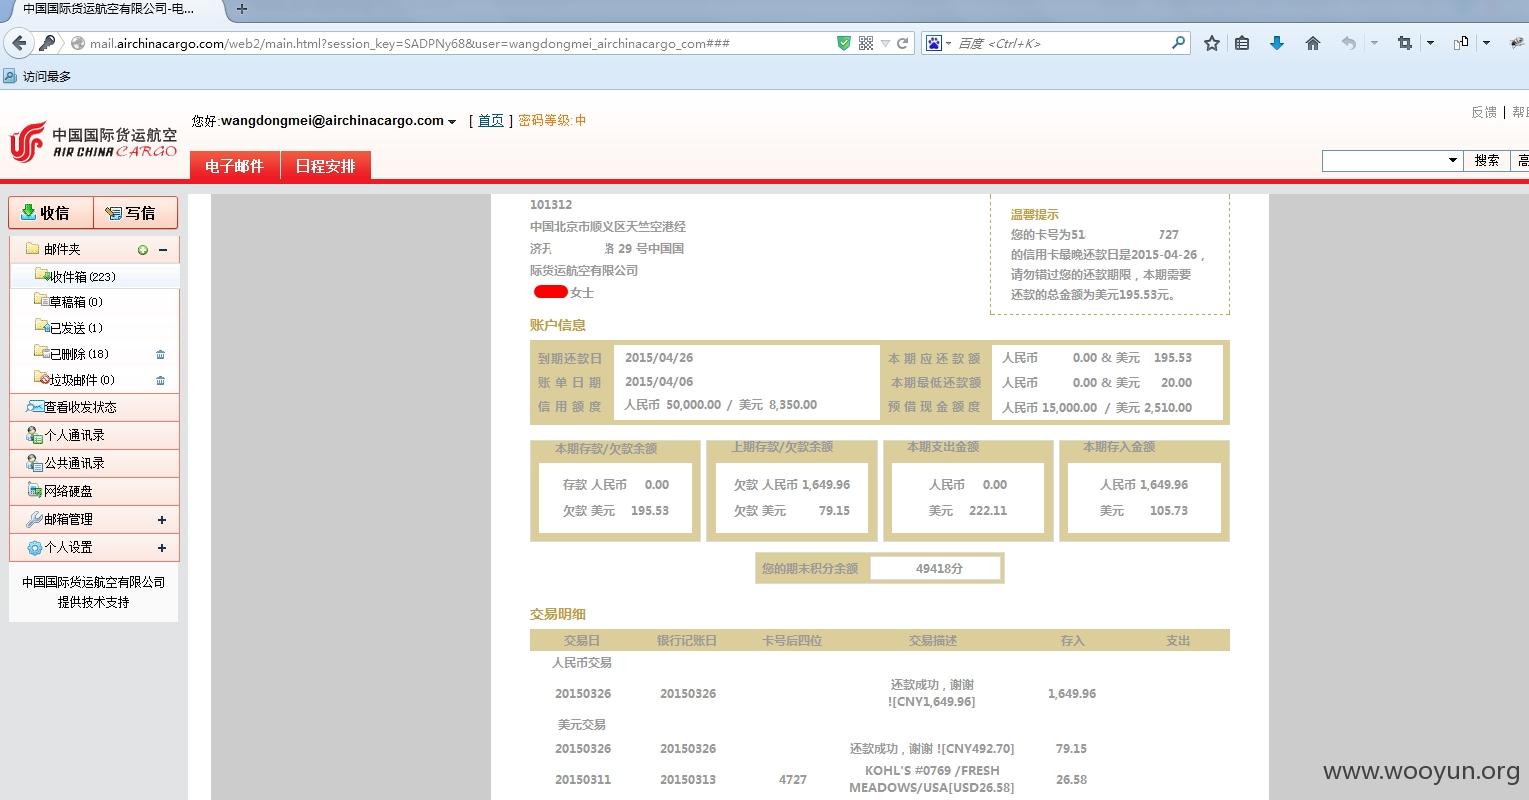 中国国际货运航空有限公司-电...
mail.airchinacargo.com/web2/main.html?session_key=SADPNy68&user=wangdongmei_airchinacargo_com###
百度 <Ctrl+K>
访问最多
反馈 | 帮
中国国际货运航空
AIR CHINA CARGO
您好:wangdongmei@airchinacargo.com [ 首页 ] 密码等级:中
电子邮件 日程安排
搜索 高
收信 写信
邮件夹
收件箱(223)
草稿箱(0)
已发送(1)
已删除(18)
垃圾邮件(0)
查看收发状态
个人通讯录
公共通讯录
网络硬盘
邮箱管理
个人设置
中国国际货运航空有限公司
提供技术支持
101312
中国北京市顺义区天竺空港经
济 29 号中国国
际货运航空有限公司
女士
温馨提示
您的卡号为51 727
的信用卡最晚还款日是2015-04-26，
请勿错过您的还款期限，本期需要
还款的总金额为美元195.53元。
账户信息
到期还款日 2015/04/26 本期应还款额 人民币 0.00 & 美元 195.53
账单日期 2015/04/06 本期最低还款额 人民币 0.00 & 美元 20.00
信用额度 人民币 50,000.00 / 美元 8,350.00 预借现金额度 人民币 15,000.00 / 美元 2,510.00
本期存款/欠款余额 上期存款/欠款余额 本期支出金额 本期存入金额
存款 人民币 0.00 欠款 人民币 1,649.96 人民币 0.00 人民币 1,649.96
欠款 美元 195.53 欠款 美元 79.15 美元 222.11 美元 105.73
您的期末积分余额 49418分
交易明细
交易日 银行记账日 卡号后四位 交易描述 存入 支出
人民币交易
20150326 20150326 还款成功，谢谢 1,649.96
![CNY1,649.96]
美元交易
20150326 20150326 还款成功，谢谢 ![CNY492.70] 79.15
20150311 20150313 4727 KOHL'S #0769 /FRESH 26.58
MEADOWS/USA[USD26.58]
www.wooyun.org